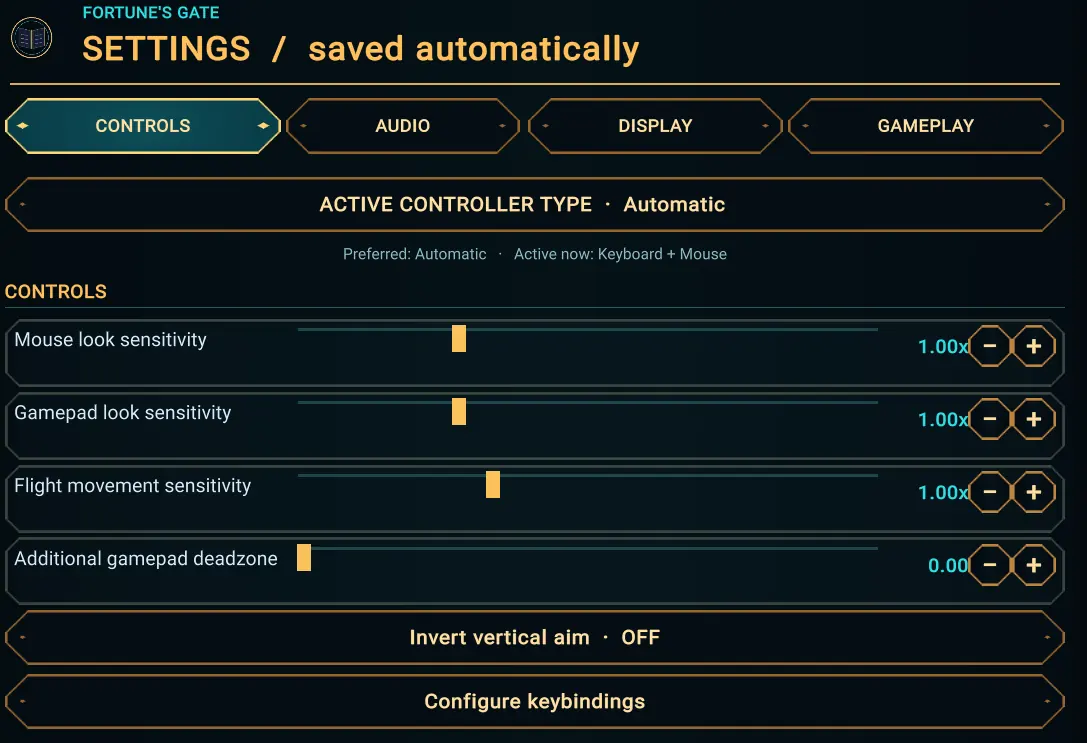 FORTUNE'S GATE
SETTINGS / saved automatically
CONTROLS AUDIO DISPLAY GAMEPLAY
ACTIVE CONTROLLER TYPE · Automatic
Preferred: Automatic · Active now: Keyboard + Mouse
CONTROLS
Mouse look sensitivity 1.00x − +
Gamepad look sensitivity 1.00x − +
Flight movement sensitivity 1.00x − +
Additional gamepad deadzone 0.00 − +
Invert vertical aim · OFF
Configure keybindings